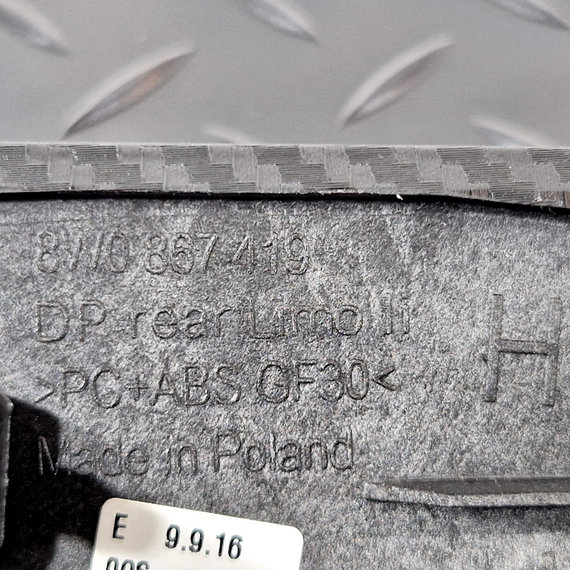 8W0 867 419
DP rear Limo li
>PC+ABS GF30<
H
Made in Poland
E 9.9.16